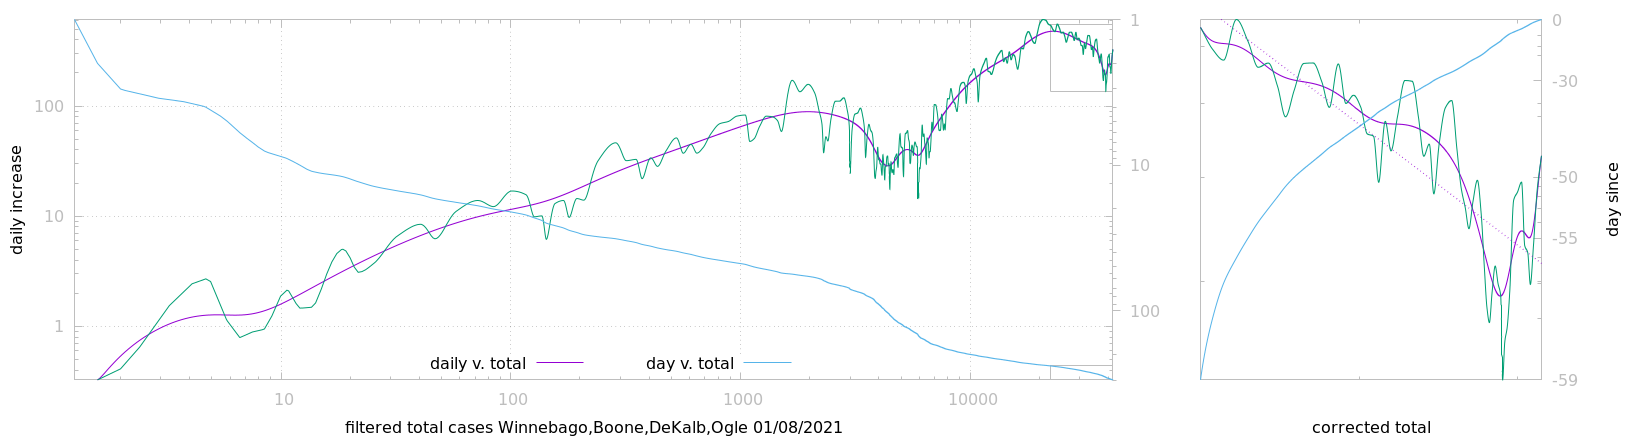 daily increase
100
10
1
10
100
1000
10000
1
10
100
daily v. total
day v. total
filtered total cases Winnebago,Boone,DeKalb,Ogle 01/08/2021
0
-30
-50
-55
-59
day since
corrected total